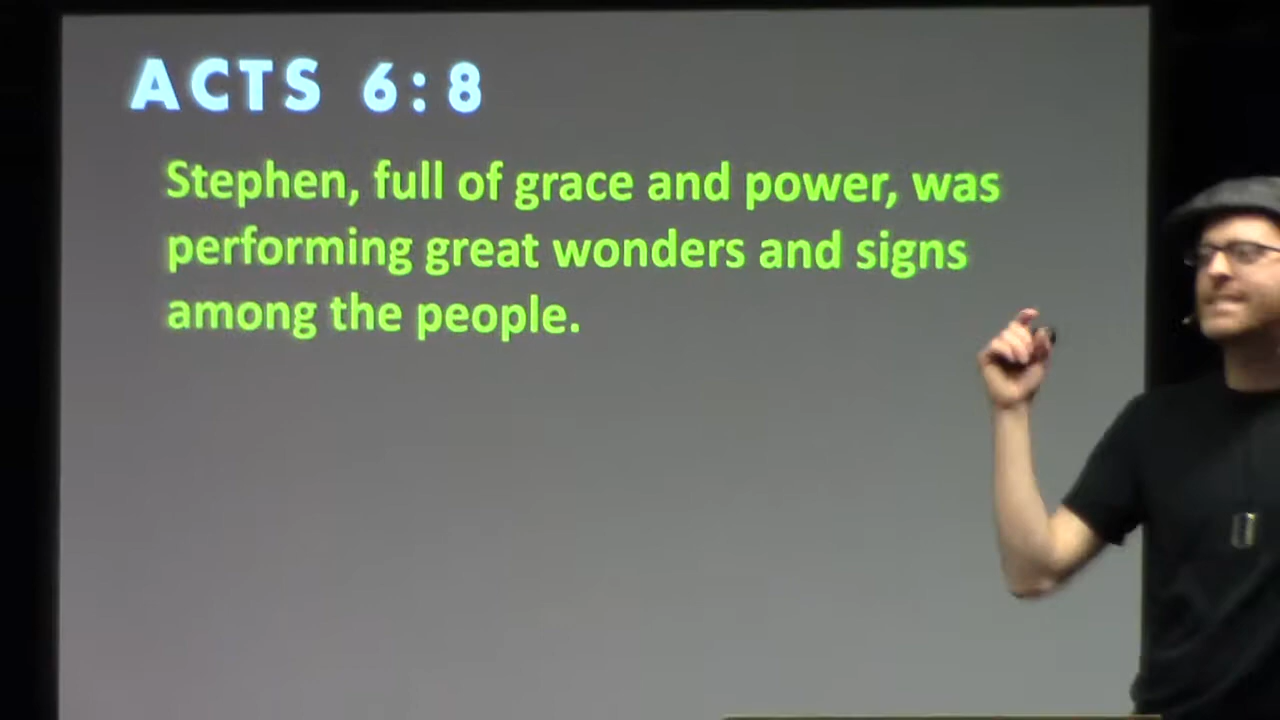 ACTS 6:8
Stephen, full of grace and power, was
performing great wonders and signs
among the people.